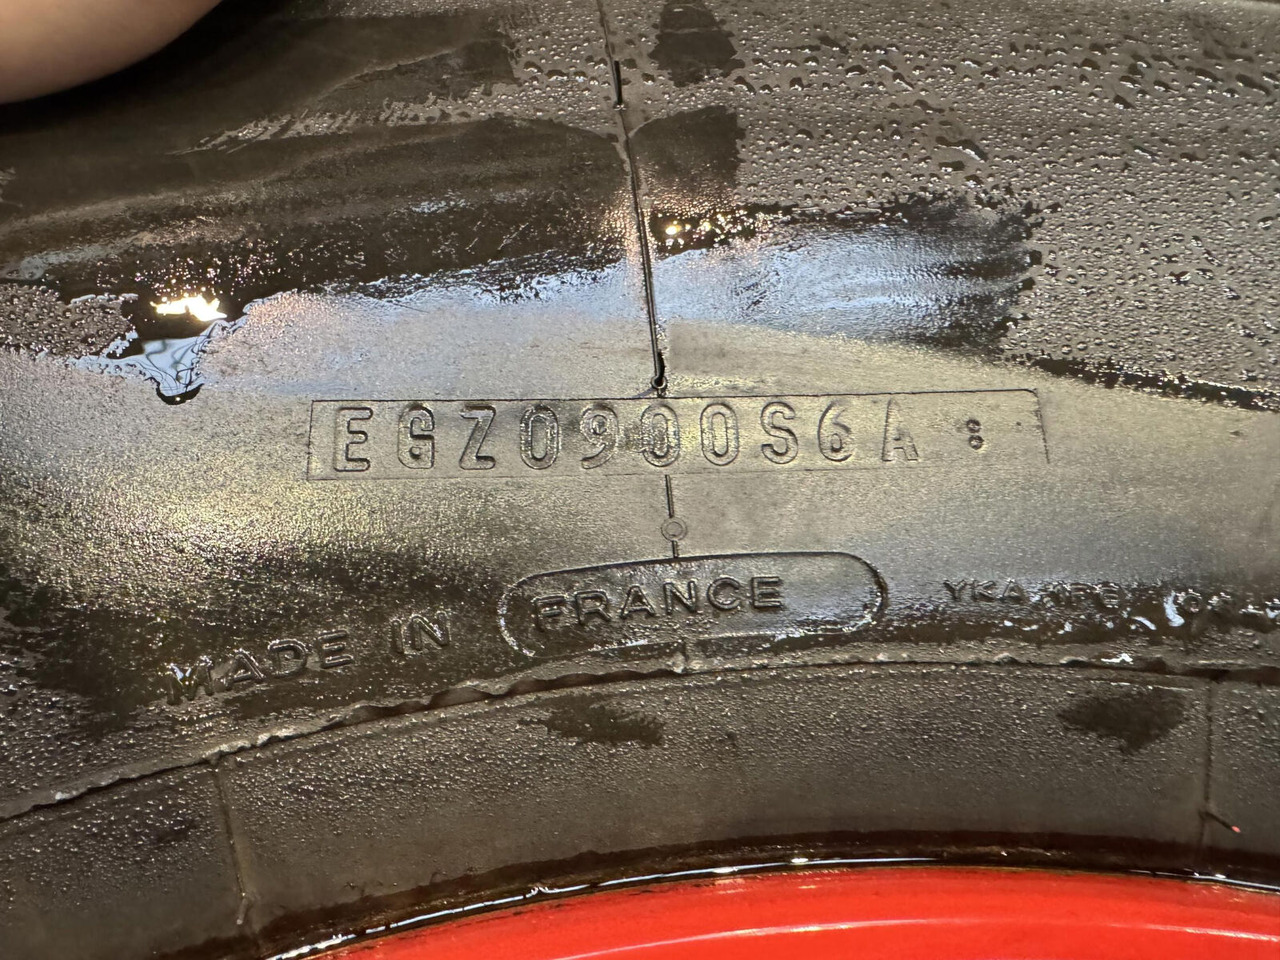 EGZ0900S6A :
MADE IN FRANCE